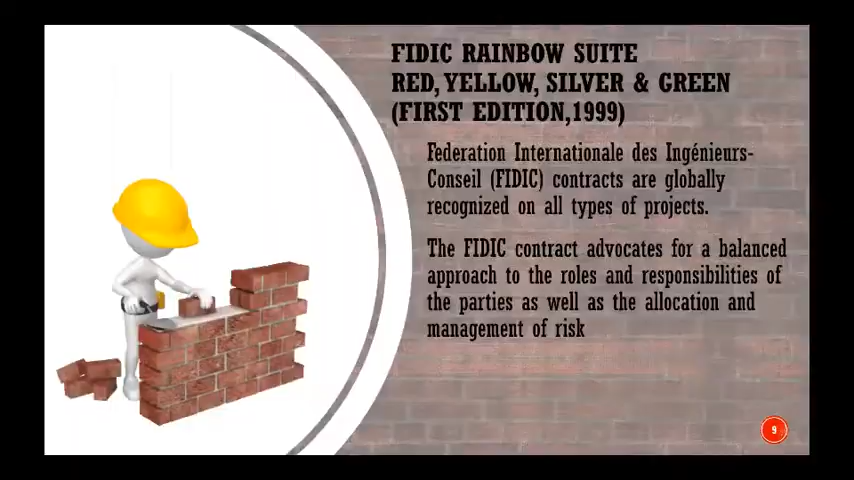 FIDIC RAINBOW SUITE
RED, YELLOW, SILVER & GREEN
(FIRST EDITION,1999)
Federation Internationale des Ingénieurs-
Conseil (FIDIC) contracts are globally
recognized on all types of projects.
The FIDIC contract advocates for a balanced
approach to the roles and responsibilities of
the parties as well as the allocation and
management of risk
9